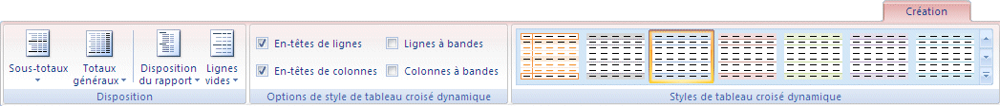 Création
Sous-totaux
Totaux
généraux
Disposition
du rapport
Lignes
vides
Disposition
En-têtes de lignes
Lignes à bandes
En-têtes de colonnes
Colonnes à bandes
Options de style de tableau croisé dynamique
Styles de tableau croisé dynamique